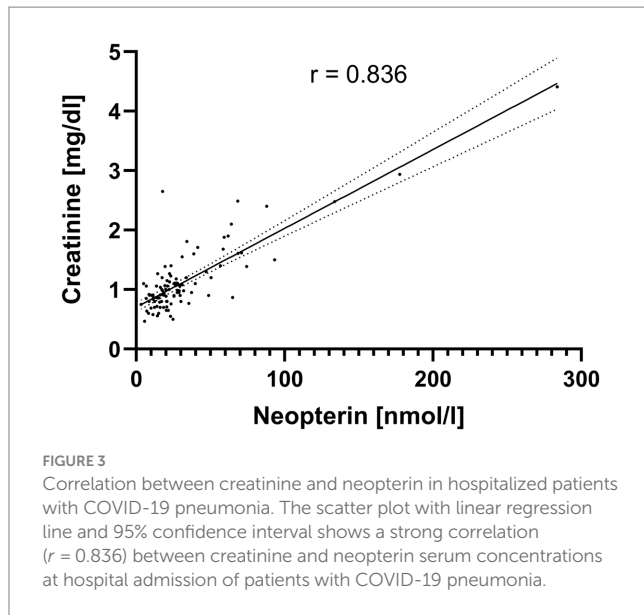 5
4
3
2
1
0
Creatinine [mg/dl]
r = 0.836
0
100
200
300
Neopterin [nmol/l]
FIGURE 3
Correlation between creatinine and neopterin in hospitalized patients
with COVID-19 pneumonia. The scatter plot with linear regression
line and 95% confidence interval shows a strong correlation
(r = 0.836) between creatinine and neopterin serum concentrations
at hospital admission of patients with COVID-19 pneumonia.